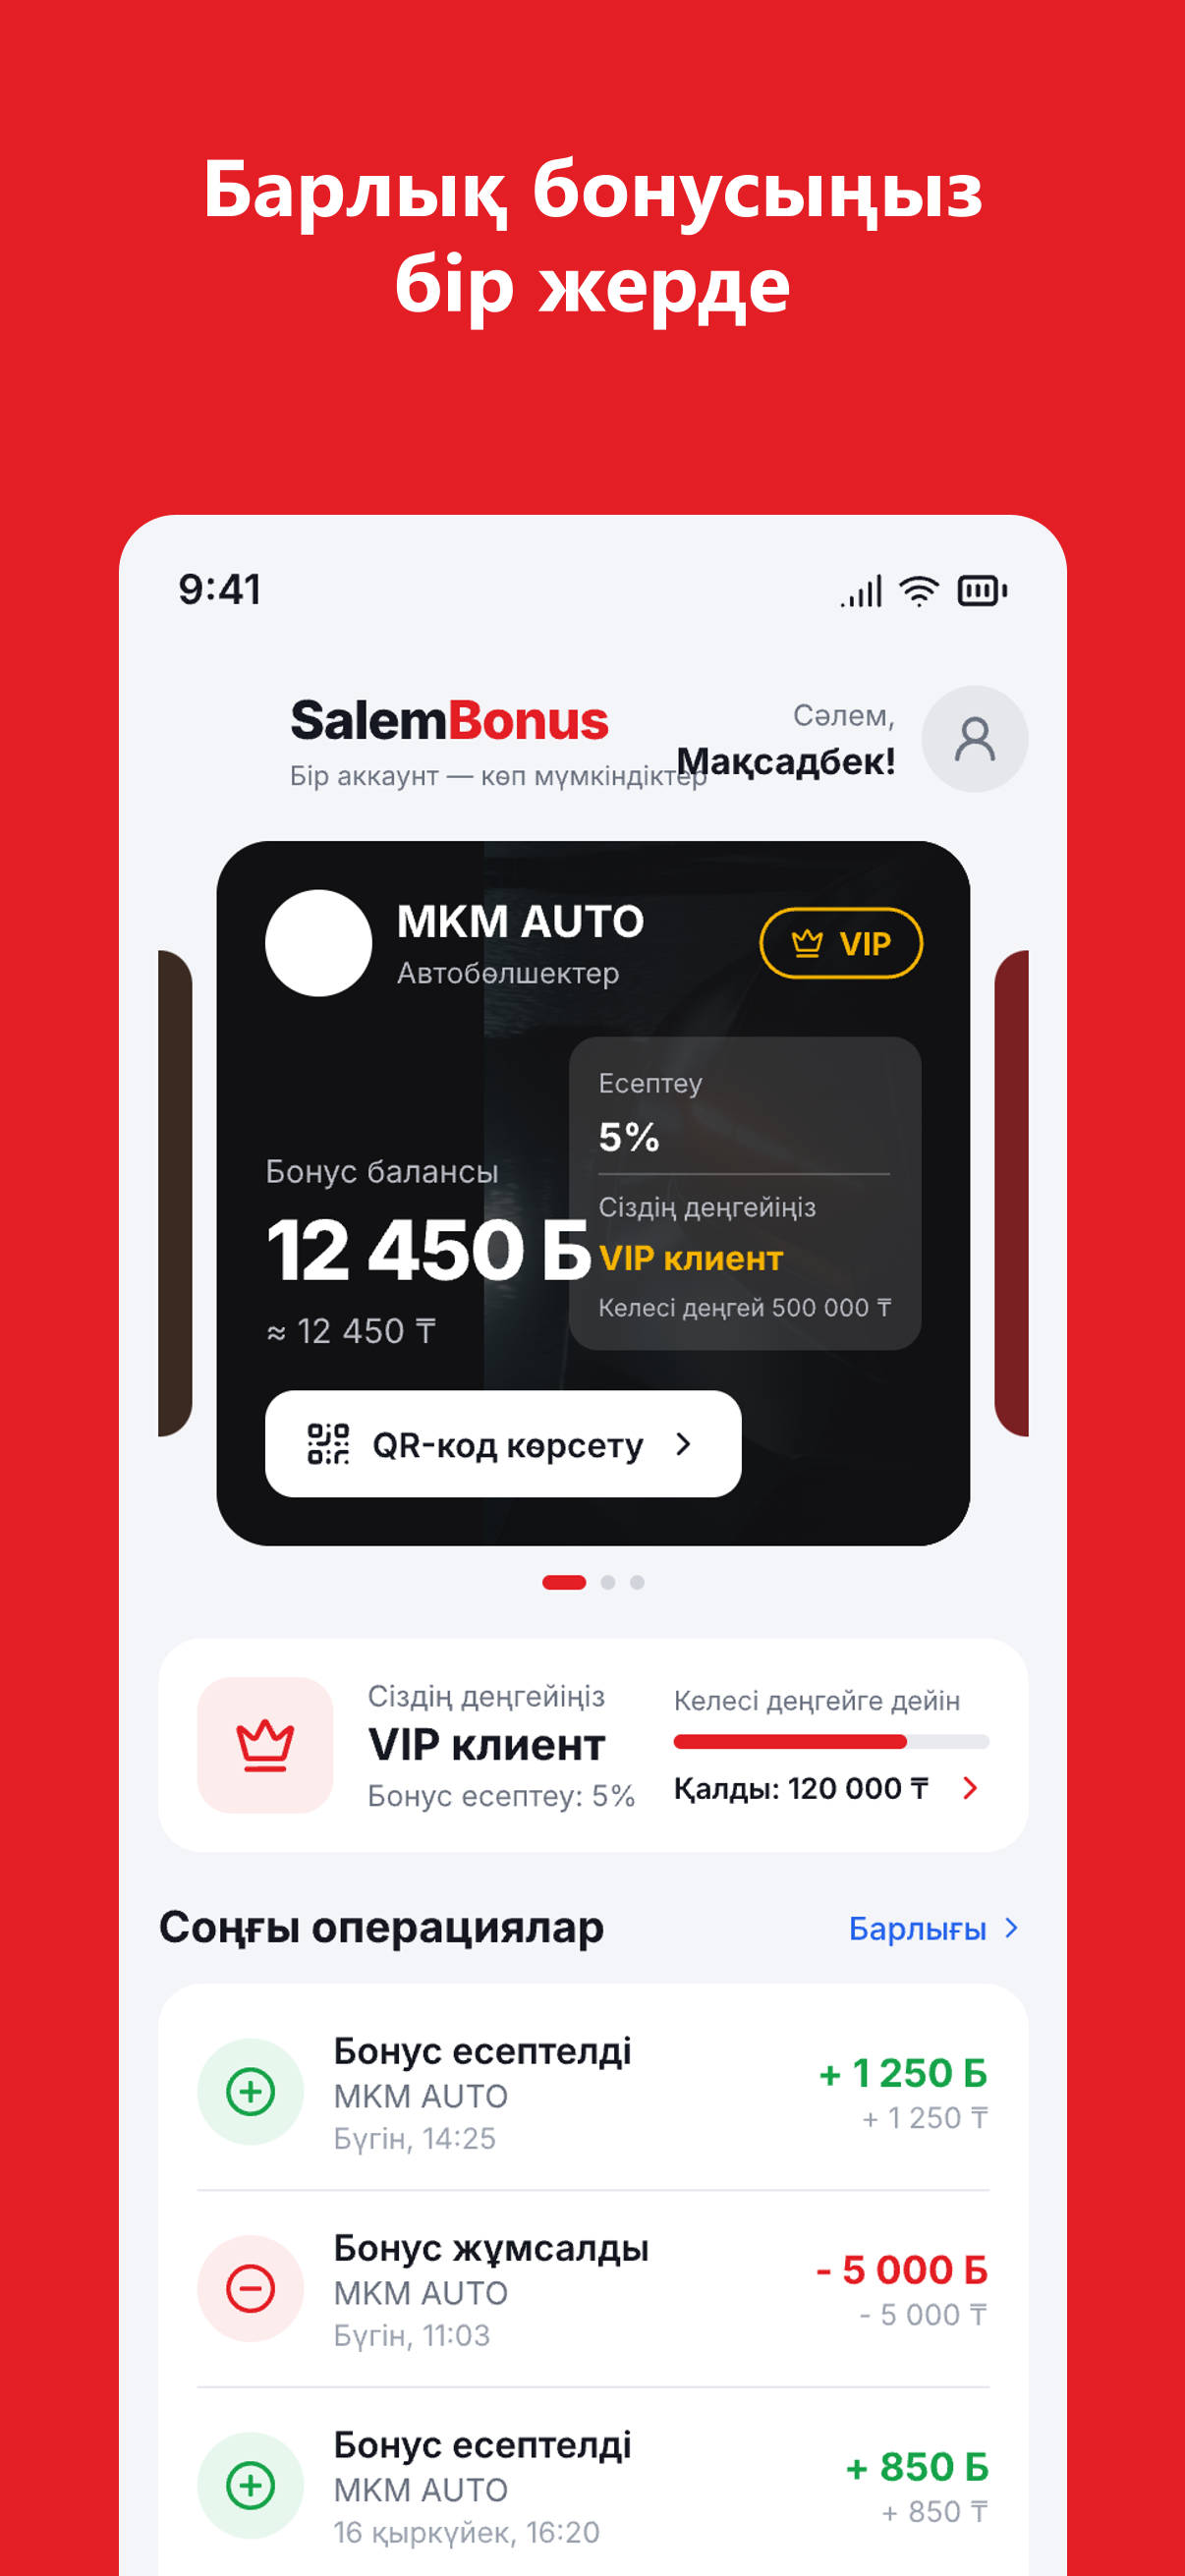 Барлық бонусыңыз
бір жерде
9:41
SalemBonus
Бір аккаунт — көп мүмкіндіктер
Сәлем,
Мақсадбек!
MKM AUTO
Автобөлшектер
VIP
Есептеу
5%
Сіздің деңгейіңіз
VIP клиент
Келесі деңгей 500 000 ₸
Бонус балансы
12 450 Б
≈ 12 450 ₸
QR-код көрсету
Сіздің деңгейіңіз
VIP клиент
Бонус есептеу: 5%
Келесі деңгейге дейін
Қалды: 120 000 ₸
Соңғы операциялар
Барлығы
Бонус есептелді
MKM AUTO
Бүгін, 14:25
+ 1 250 Б
+ 1 250 ₸
Бонус жұмсалды
MKM AUTO
Бүгін, 11:03
- 5 000 Б
- 5 000 ₸
Бонус есептелді
MKM AUTO
16 қыркүйек, 16:20
+ 850 Б
+ 850 ₸